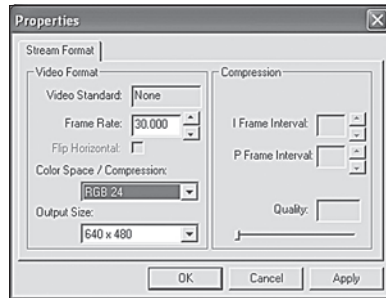 Properties
Stream Format
Video Format
Video Standard: None
Frame Rate: 30.000
Flip Horizontal:
Color Space / Compression:
RGB 24
Output Size:
640 x 480
Compression
I Frame Interval:
P Frame Interval:
Quality:
OK Cancel Apply